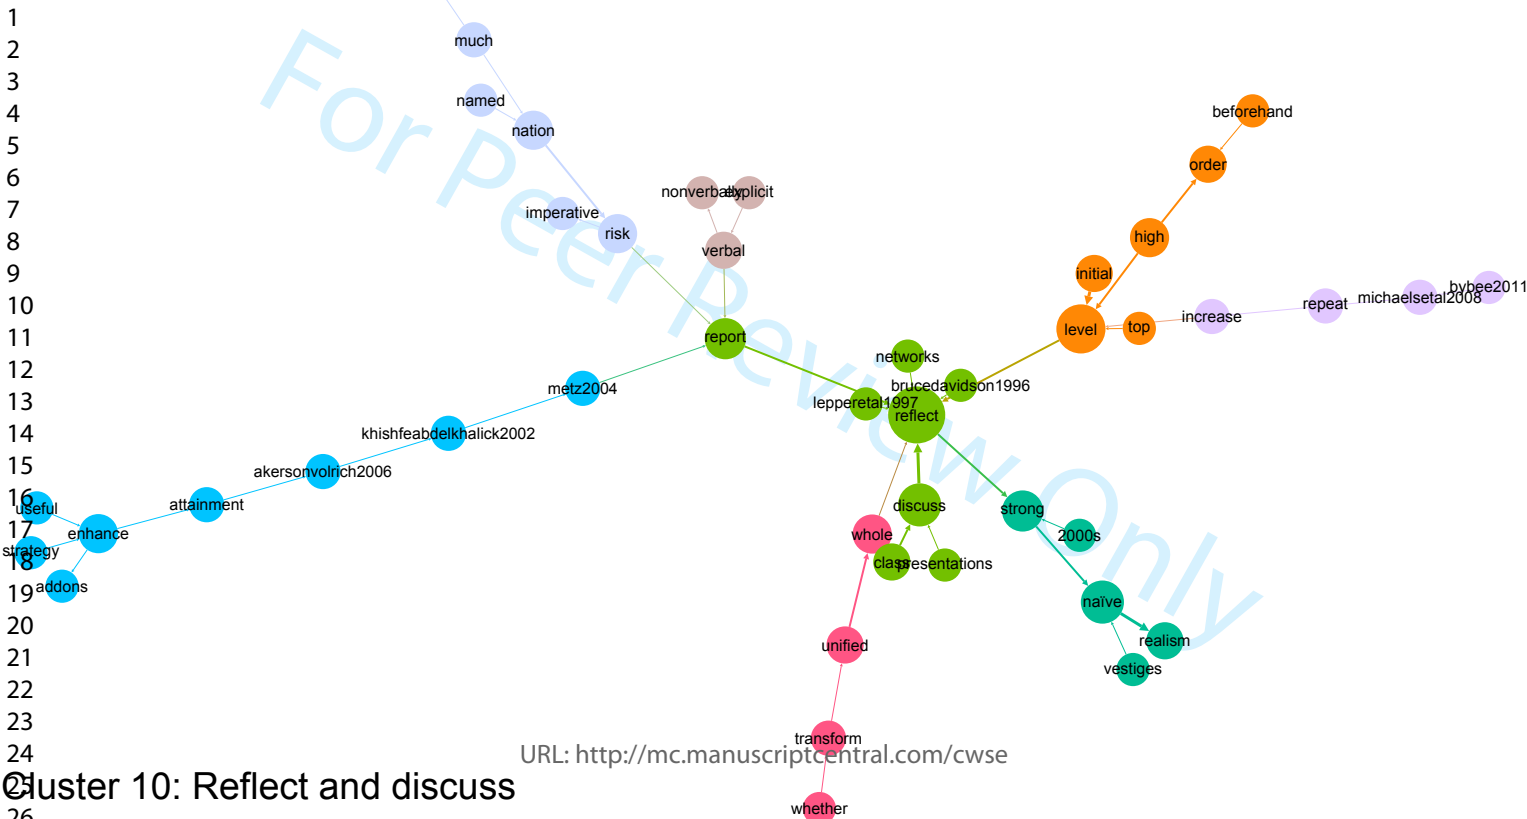 1
much
2
3
named
beforehand
4
nation
5
order
6
nonverbally
explicit
7
imperative
risk
high
8
verbal
9
initial
bybee2011
10
michaelsetal2008
repeat
increase
level
top
11
report
networks
12
metz2004
brucedavidson1996
13
lepperetal1997
reflect
14
khishfeabdelkhalick2002
15
akersonvolrich2006
16
useful
attainment
discuss
strong
17
enhance
whole
2000s
18
strategy
class
presentations
19
addons
naïve
20
unified
realism
21
vestiges
22
23
transform
24
URL: http://mc.manuscriptcentral.com/cwse
25
Cluster 10: Reflect and discuss
26
whether
For Peer Review Only